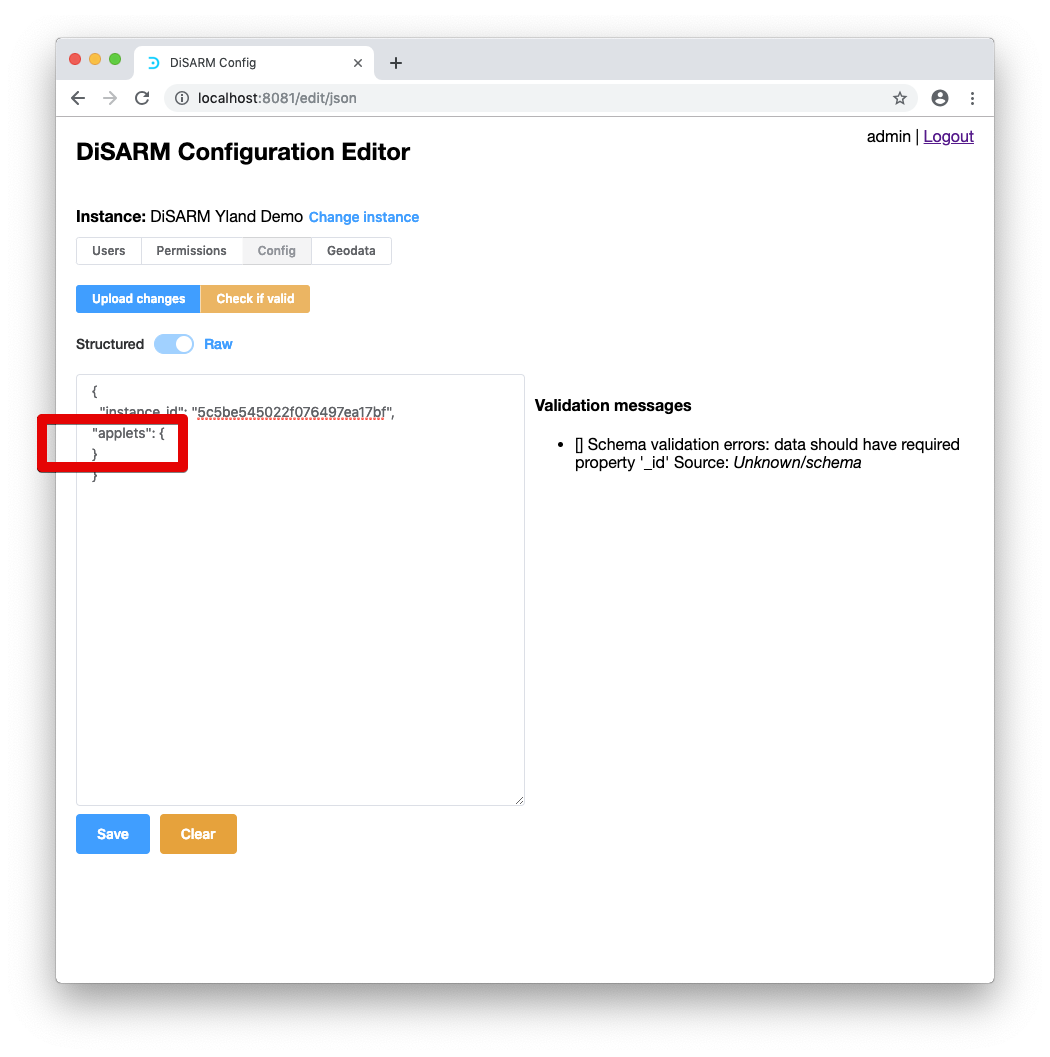 DiSARM Config
localhost:8081/edit/json
admin | Logout
DiSARM Configuration Editor
Instance: DiSARM Yland Demo Change instance
Users Permissions Config Geodata
Upload changes Check if valid
Structured Raw
{
"instance_id": "5c5be545022f076497ea17bf",
"applets": {
}
}
Validation messages
• [] Schema validation errors: data should have required
property '_id' Source: Unknown/schema
Save Clear